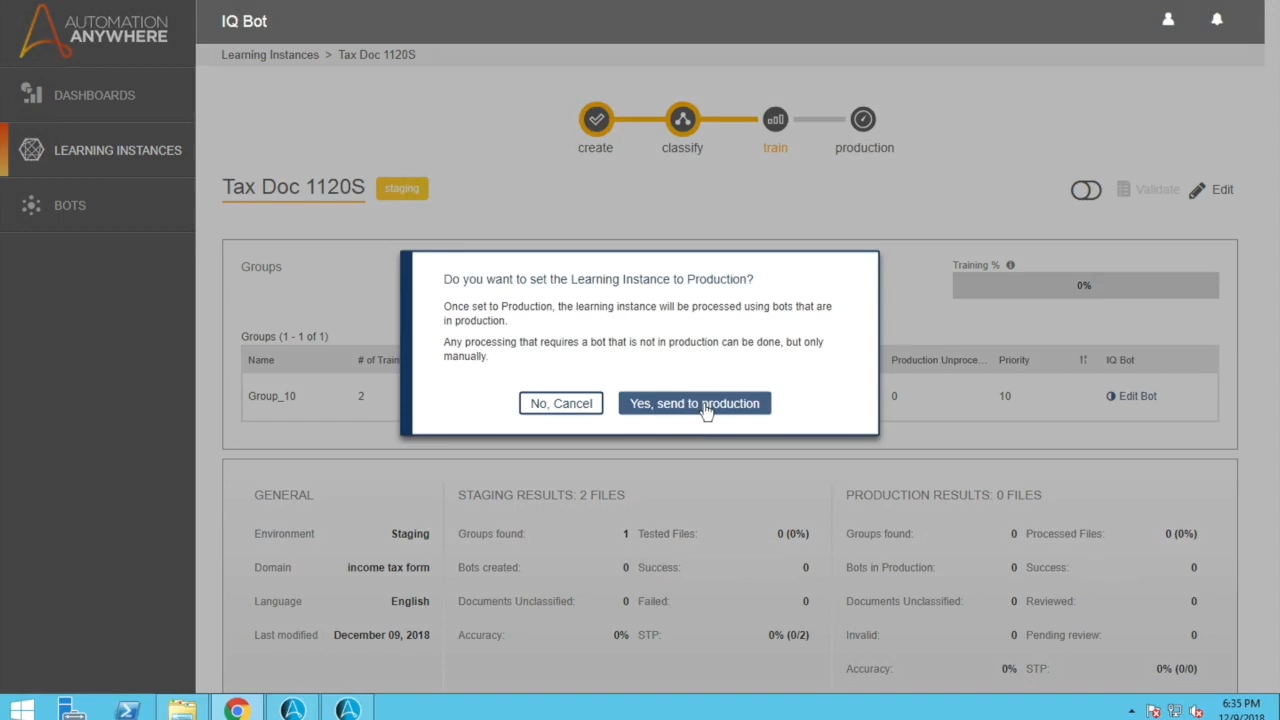 AUTOMATION
ANYWHERE
IQ Bot
Learning Instances > Tax Doc 1120S
DASHBOARDS
LEARNING INSTANCES
BOTS
create
classify
train
production
Tax Doc 1120S
staging
Validate
Edit
Groups
Training %
0%
Do you want to set the Learning Instance to Production?
Once set to Production, the learning instance will be processed using bots that are
in production.
Any processing that requires a bot that is not in production can be done, but only
manually.
No, Cancel
Yes, send to production
Groups (1 - 1 of 1)
Name # of Train Production Unproce... Priority IQ Bot
Group_10 2 0 10 Edit Bot
GENERAL
Environment Staging
Domain income tax form
Language English
Last modified December 09, 2018
STAGING RESULTS: 2 FILES
Groups found: 1 Tested Files: 0 (0%)
Bots created: 0 Success: 0
Documents Unclassified: 0 Failed: 0
Accuracy: 0% STP: 0% (0/2)
PRODUCTION RESULTS: 0 FILES
Groups found: 0 Processed Files: 0 (0%)
Bots in Production: 0 Success: 0
Documents Unclassified: 0 Reviewed: 0
Invalid: 0 Pending review: 0
Accuracy: 0% STP: 0% (0/0)
6:35 PM
12/9/2018